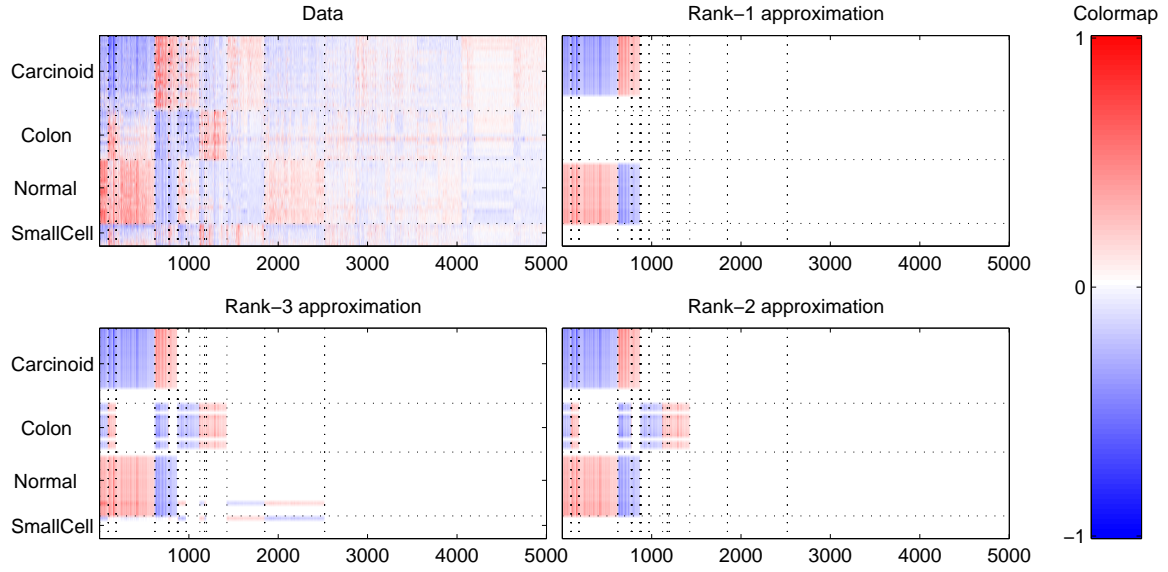 Data
Rank−1 approximation
Colormap
Carcinoid
Colon
Normal
SmallCell
1000 2000 3000 4000 5000
1000 2000 3000 4000 5000
1
0
−1
Rank−3 approximation
Rank−2 approximation
Carcinoid
Colon
Normal
SmallCell
1000 2000 3000 4000 5000
1000 2000 3000 4000 5000